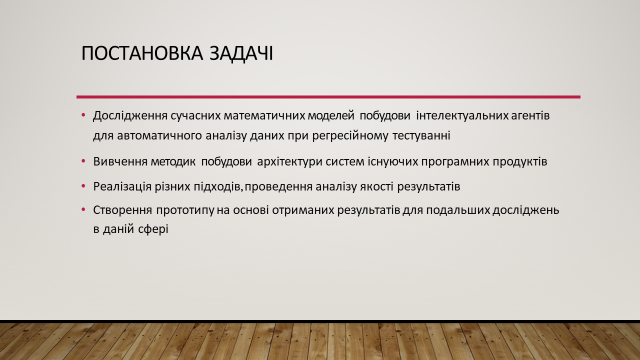 ПОСТАНОВКА ЗАДАЧІ
• Дослідження сучасних математичних моделей побудови інтелектуальних агентів
для автоматичного аналізу даних при регресійному тестуванні
• Вивчення методик побудови архітектури систем існуючих програмних продуктів
• Реалізація різних підходів,проведення аналізу якості результатів
• Створення прототипу на основі отриманих результатів для подальших досліджень
в даній сфері